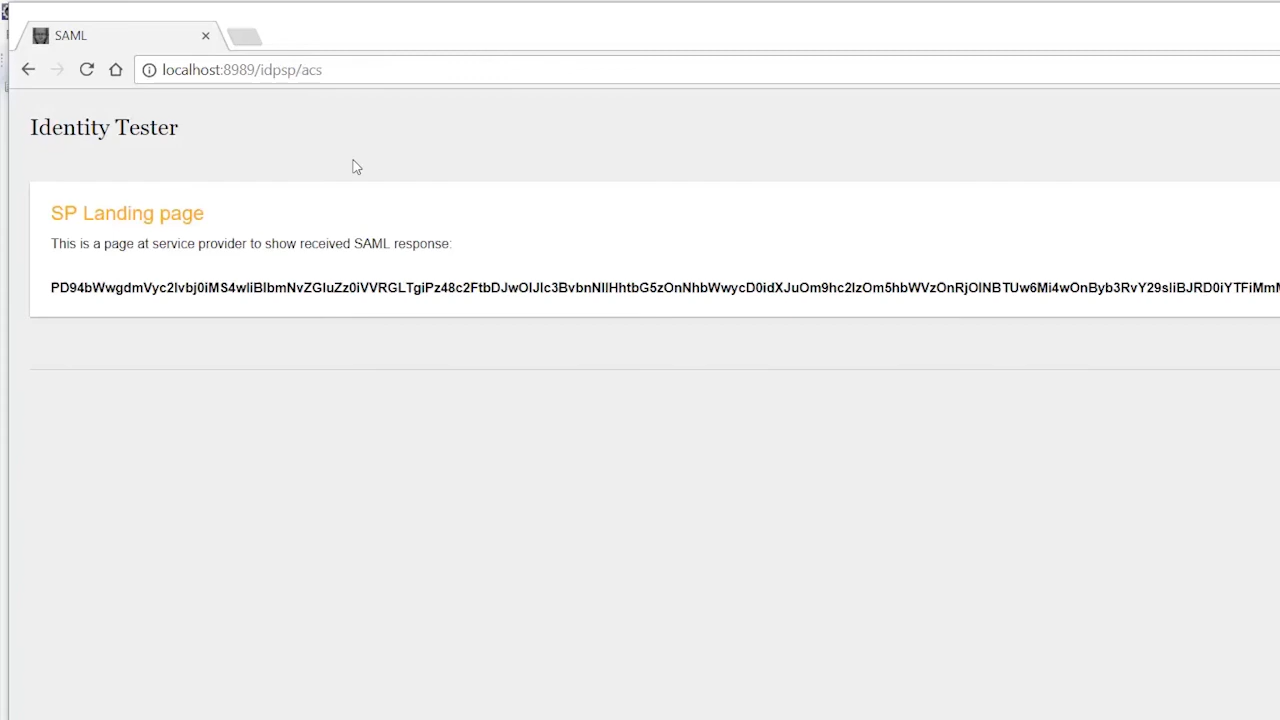 SAML
localhost:8989/idpsp/acs
Identity Tester
SP Landing page
This is a page at service provider to show received SAML response:
PD94bWwgdmVyc2lvbj0iMS4wIiBlbmNvZGluZz0iVVRGLTgiPz48c2FtbDJwOlJlc3BvbnNlIHhtbG5zOnNhbWwycD0idXJuOm9hc2lzOm5hbWVzOnRjOlNBTUw6Mi4wOnByb3RvY29sIiBJRD0iYTFiMmM